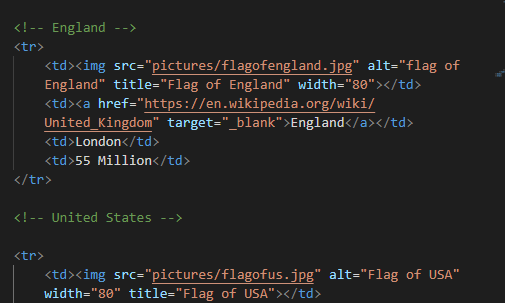 <!-- England -->
<tr>
<td><img src="pictures/flagofengland.jpg" alt="flag of
England" title="Flag of England" width="80"></td>
<td><a href="https://en.wikipedia.org/wiki/
United_Kingdom" target="_blank">England</a></td>
<td>London</td>
<td>55 Million</td>
</tr>
<!-- United States -->
<tr>
<td><img src="pictures/flagofus.jpg" alt="Flag of USA"
width="80" title="Flag of USA"></td>